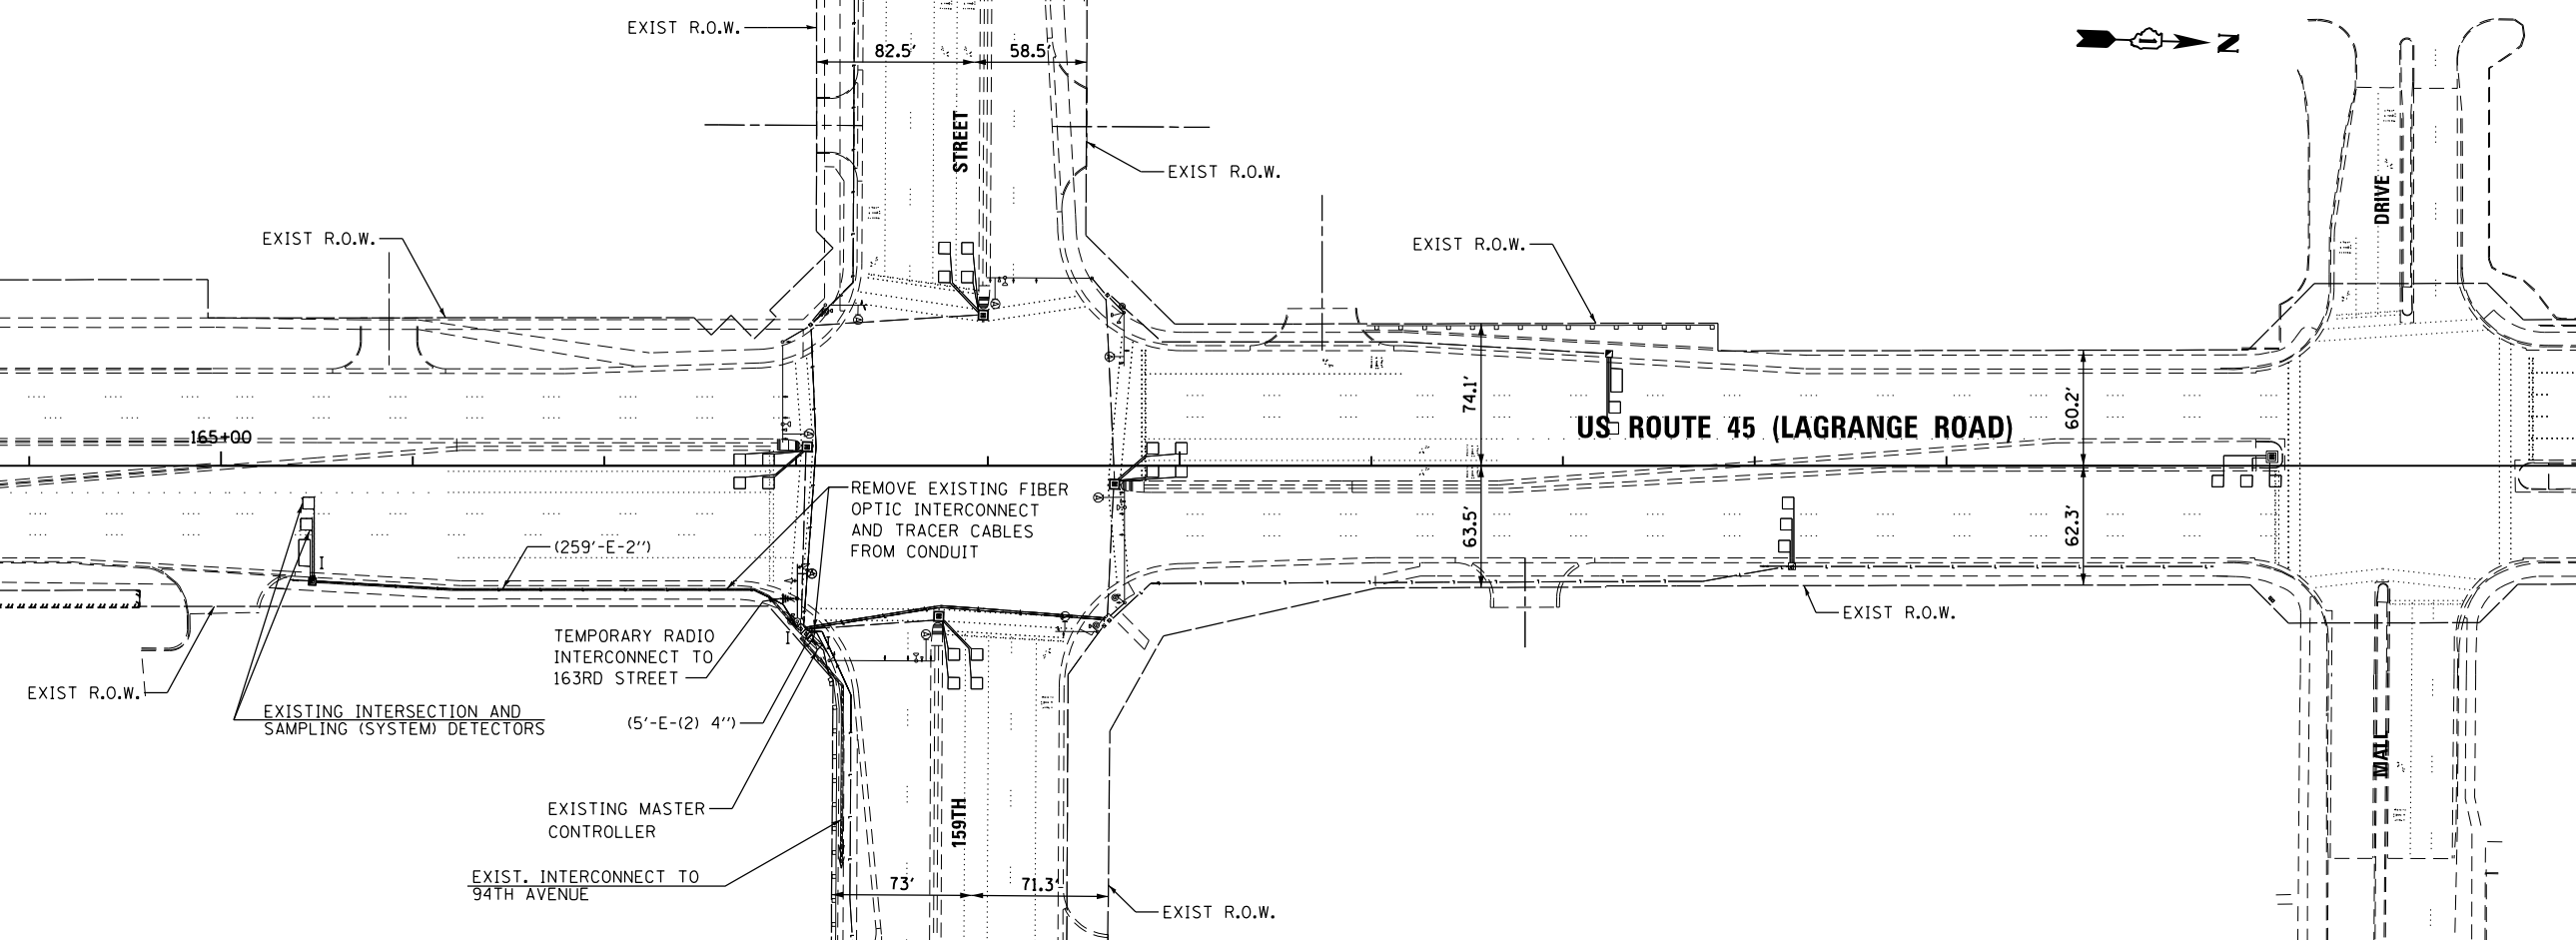 EXIST R.O.W.
82.5'
58.5'
N
STREET
EXIST R.O.W.
DRIVE
EXIST R.O.W.
EXIST R.O.W.
74.1'
60.2'
US ROUTE 45 (LAGRANGE ROAD)
165+00
REMOVE EXISTING FIBER
OPTIC INTERCONNECT
AND TRACER CABLES
FROM CONDUIT
63.5'
62.3'
(259'-E-2")
I
EXIST R.O.W.
TEMPORARY RADIO
INTERCONNECT TO
163RD STREET
I
EXIST R.O.W.
EXISTING INTERSECTION AND
SAMPLING (SYSTEM) DETECTORS
(5'-E-(2) 4")
MALL
EXISTING MASTER
CONTROLLER
159TH
EXIST. INTERCONNECT TO
94TH AVENUE
73'
71.3'
EXIST R.O.W.